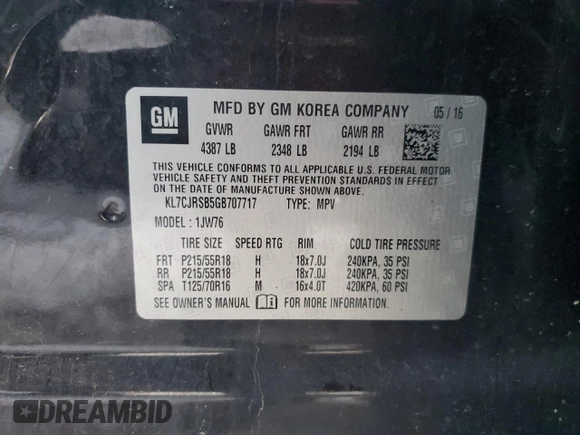 GM
MFD BY GM KOREA COMPANY 05 / 16
GVWR GAWR FRT GAWR RR
4387 LB 2348 LB 2194 LB
THIS VEHICLE CONFORMS TO ALL APPLICABLE U.S. FEDERAL MOTOR
VEHICLE SAFETY AND THEFT PREVENTION STANDARDS IN EFFECT
ON THE DATE OF MANUFACTURE SHOWN ABOVE.
KL7CJRSB5GB707717 TYPE: MPV
MODEL : 1JW76
TIRE SIZE SPEED RTG RIM COLD TIRE PRESSURE
FRT P215/55R18 H 18x7.0J 240KPA, 35 PSI
RR P215/55R18 H 18x7.0J 240KPA, 35 PSI
SPA T125/70R16 M 16x4.0T 420KPA, 60 PSI
SEE OWNER'S MANUAL FOR MORE INFORMATION.
DREAMBID